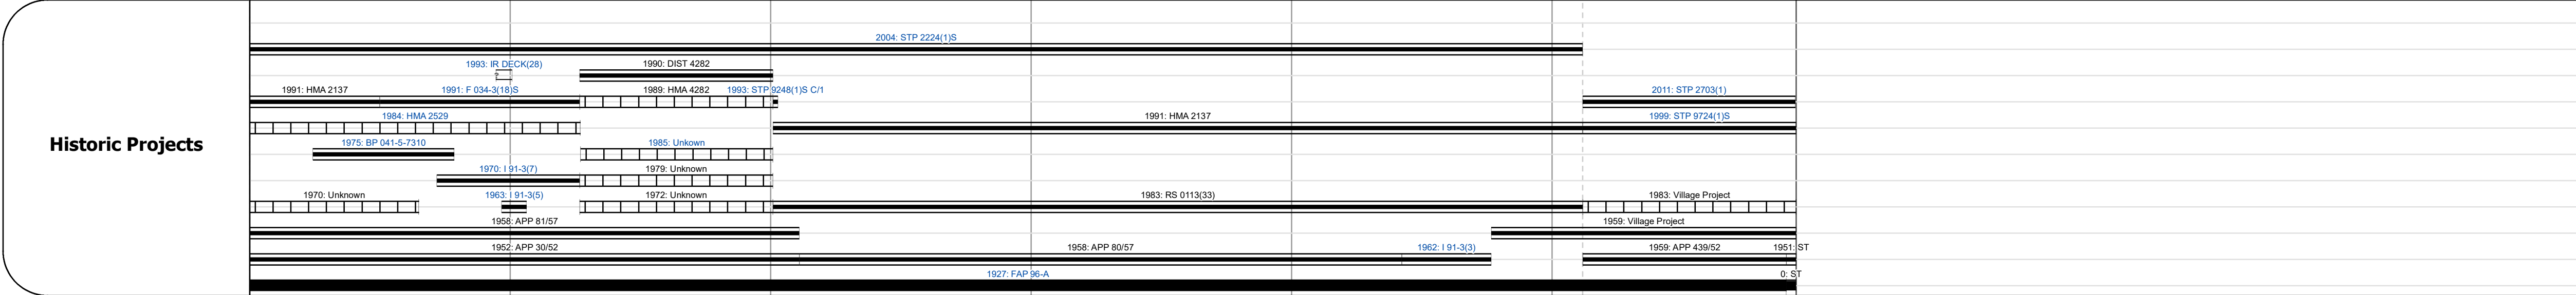 2004: STP 2224(1)S
1993: IR DECK(28)
1990: DIST 4282
1991: HMA 2137
1991: F 034-3(18)S
1989: HMA 4282
1993: STP 9248(1)S C/1
2011: STP 2703(1)
1984: HMA 2529
1991: HMA 2137
1999: STP 9724(1)S
Historic Projects
1975: BP 041-5-7310
1985: Unkown
1970: I 91-3(7)
1979: Unknown
1970: Unknown
1963: I 91-3(5)
1972: Unknown
1983: RS 0113(33)
1983: Village Project
1958: APP 81/57
1959: Village Project
1952: APP 30/52
1958: APP 80/57
1962: I 91-3(3)
1959: APP 439/52
1951: ST
1927: FAP 96-A
0: ST